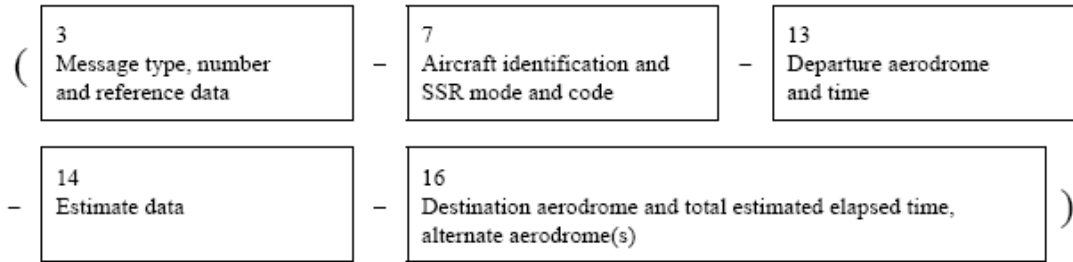 ( 3
Message type, number
and reference data
– 7
Aircraft identification and
SSR mode and code
– 13
Departure aerodrome
and time
– 14
Estimate data
– 16
Destination aerodrome and total estimated elapsed time,
alternate aerodrome(s)
)